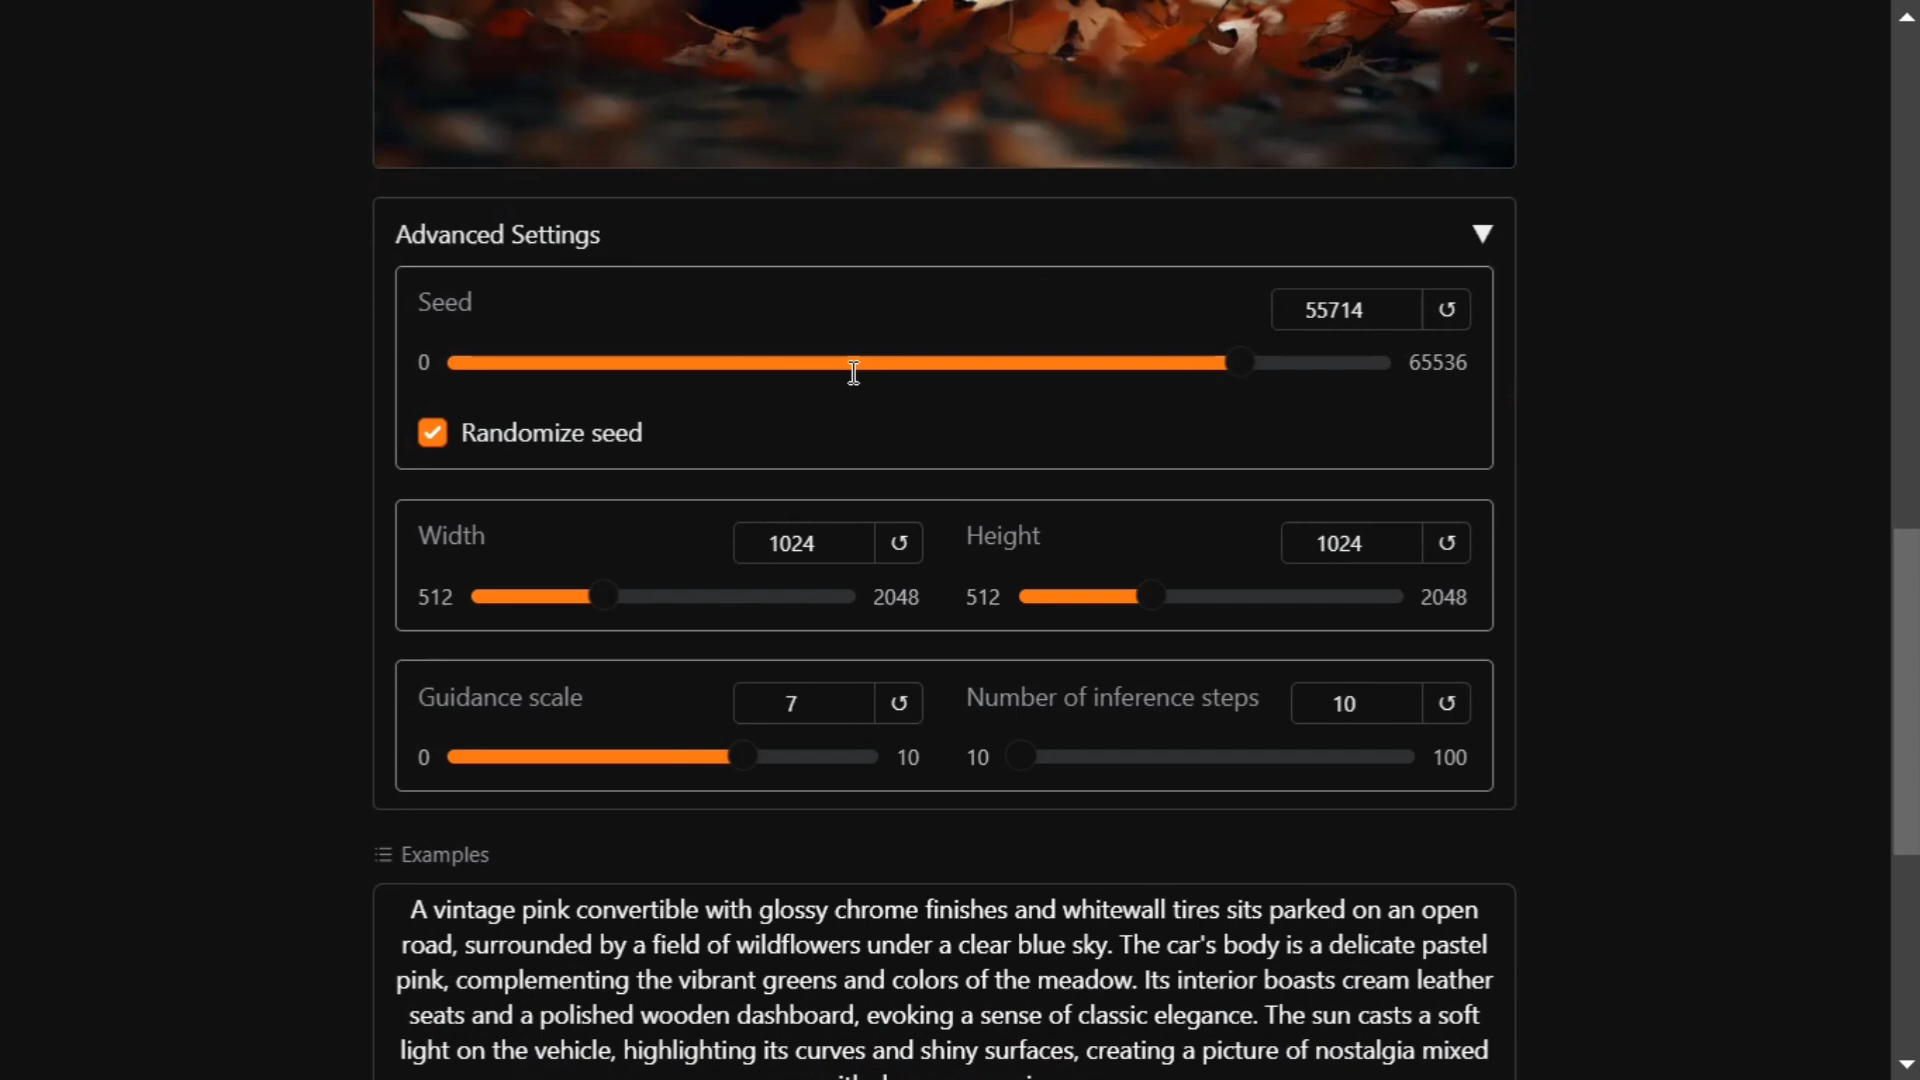 Advanced Settings
▼
Seed
55714
↺
0
65536
Randomize seed
Width
1024
↺
Height
1024
↺
512
2048
512
2048
Guidance scale
7
↺
Number of inference steps
10
↺
0
10
10
100
Examples
A vintage pink convertible with glossy chrome finishes and whitewall tires sits parked on an open
road, surrounded by a field of wildflowers under a clear blue sky. The car's body is a delicate pastel
pink, complementing the vibrant greens and colors of the meadow. Its interior boasts cream leather
seats and a polished wooden dashboard, evoking a sense of classic elegance. The sun casts a soft
light on the vehicle, highlighting its curves and shiny surfaces, creating a picture of nostalgia mixed